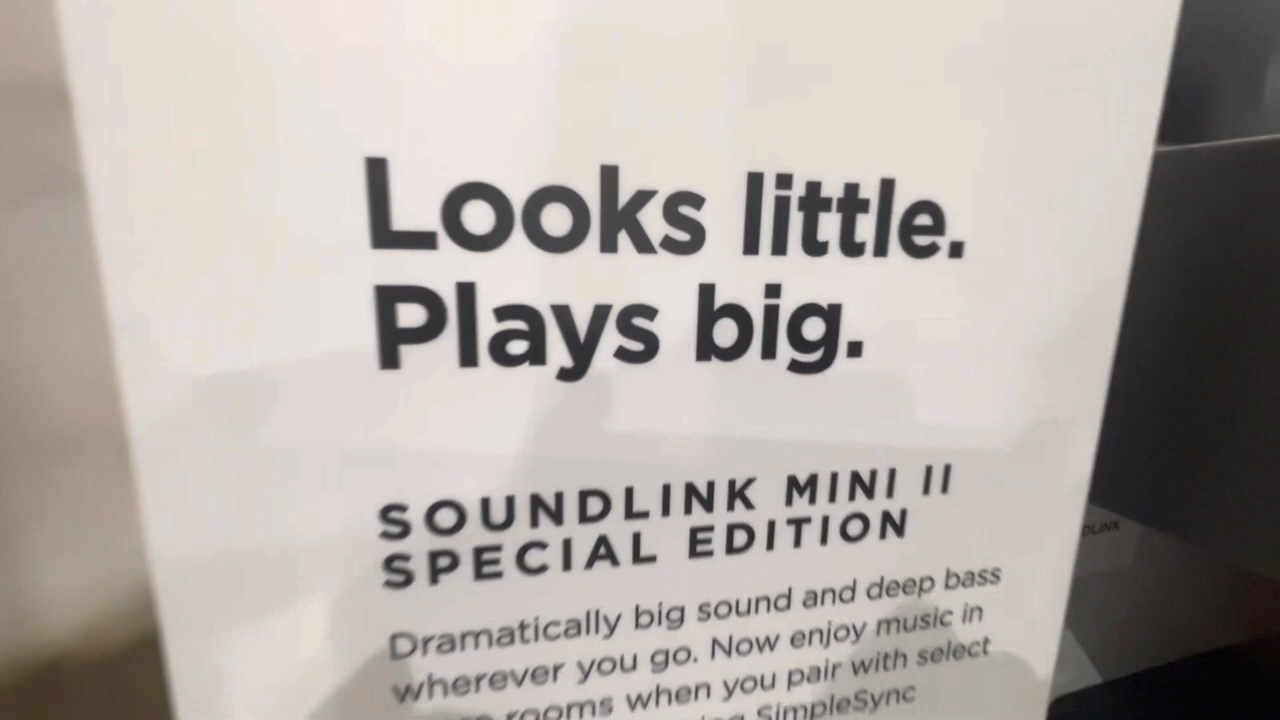 Looks little.
Plays big.
SOUNDLINK MINI II
SPECIAL EDITION
Dramatically big sound and deep bass
wherever you go. Now enjoy music in
rooms when you pair with select
SimpleSync
DLINK